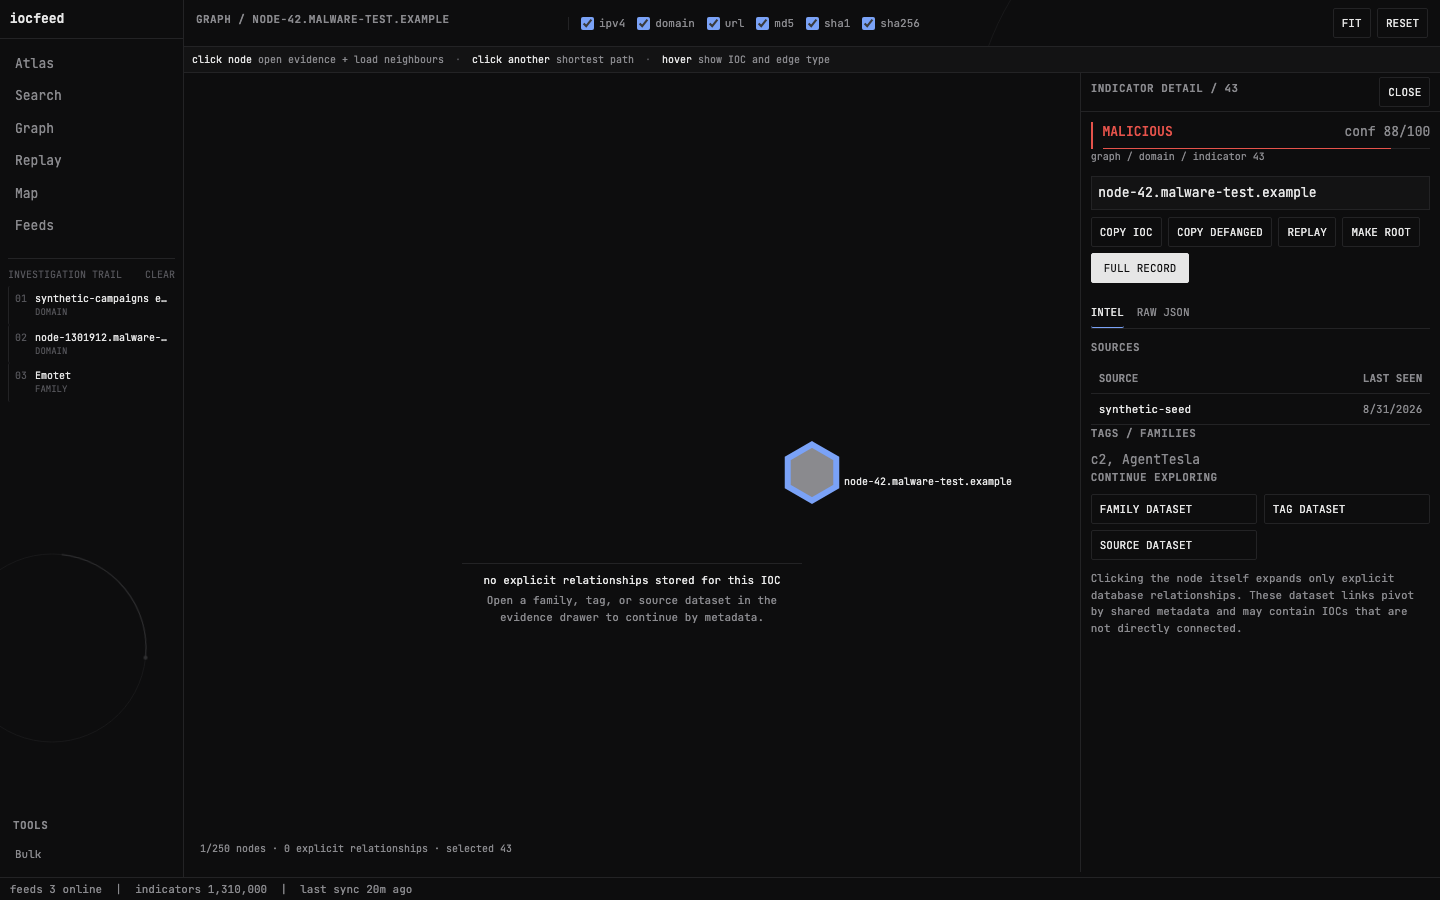 iocfeed
Atlas
Search
Graph
Replay
Map
Feeds
INVESTIGATION TRAIL CLEAR
01 synthetic-campaigns e…
DOMAIN
02 node-1301912.malware-…
DOMAIN
03 Emotet
FAMILY
TOOLS
Bulk
GRAPH / NODE-42.MALWARE-TEST.EXAMPLE
ipv4 domain url md5 sha1 sha256
FIT RESET
click node open evidence + load neighbours · click another shortest path · hover show IOC and edge type
node-42.malware-test.example
no explicit relationships stored for this IOC
Open a family, tag, or source dataset in the
evidence drawer to continue by metadata.
1/250 nodes · 0 explicit relationships · selected 43
INDICATOR DETAIL / 43 CLOSE
MALICIOUS conf 88/100
graph / domain / indicator 43
node-42.malware-test.example
COPY IOC COPY DEFANGED REPLAY MAKE ROOT
FULL RECORD
INTEL RAW JSON
SOURCES
SOURCE LAST SEEN
synthetic-seed 8/31/2026
TAGS / FAMILIES
c2, AgentTesla
CONTINUE EXPLORING
FAMILY DATASET TAG DATASET
SOURCE DATASET
Clicking the node itself expands only explicit
database relationships. These dataset links pivot
by shared metadata and may contain IOCs that are
not directly connected.
feeds 3 online | indicators 1,310,000 | last sync 20m ago